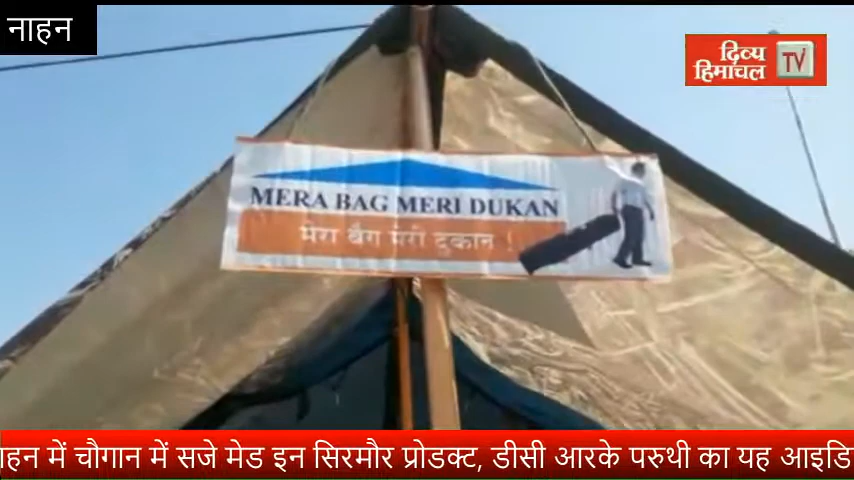 नाहन
दिव्य
हिमाचल TV
MERA BAG MERI DUKAN
मेरा बैग मेरी दुकान !
हन में चौगान में सजे मेड इन सिरमौर प्रोडक्ट, डीसी आरके परुथी का यह आइडि